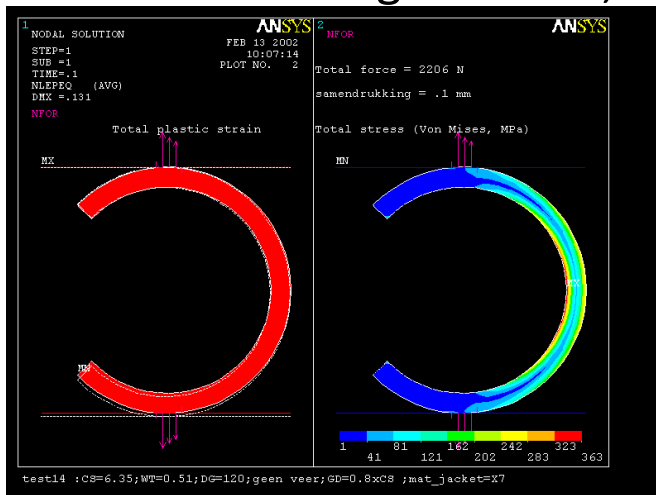 1
ANSYS
NODAL SOLUTION
FEB 13 2002
STEP=1
10:07:14
SUB =1
PLOT NO. 2
TIME=.1
NLEPEQ (AVG)
DMX =.131
NFOR
Total plastic strain
MX
MN
2
ANSYS
NFOR
Total force = 2206 N
samendrukking = .1 mm
Total stress (Von Mises, MPa)
MN
MX
1 81 162 242 323
41 121 202 283 363
test14 :CS=6.35;WT=0.51;DG=120;geen veer;GD=0.8xCS ;mat_jacket=X7